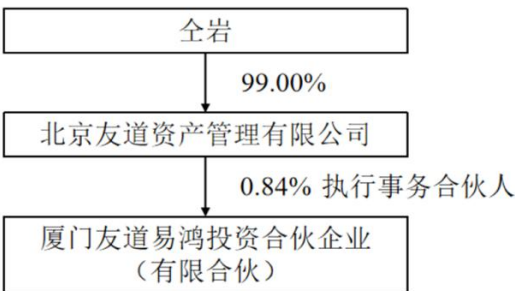 仝岩
99.00%
北京友道资产管理有限公司
0.84% 执行事务合伙人
厦门友道易鸿投资合伙企业
（有限合伙）